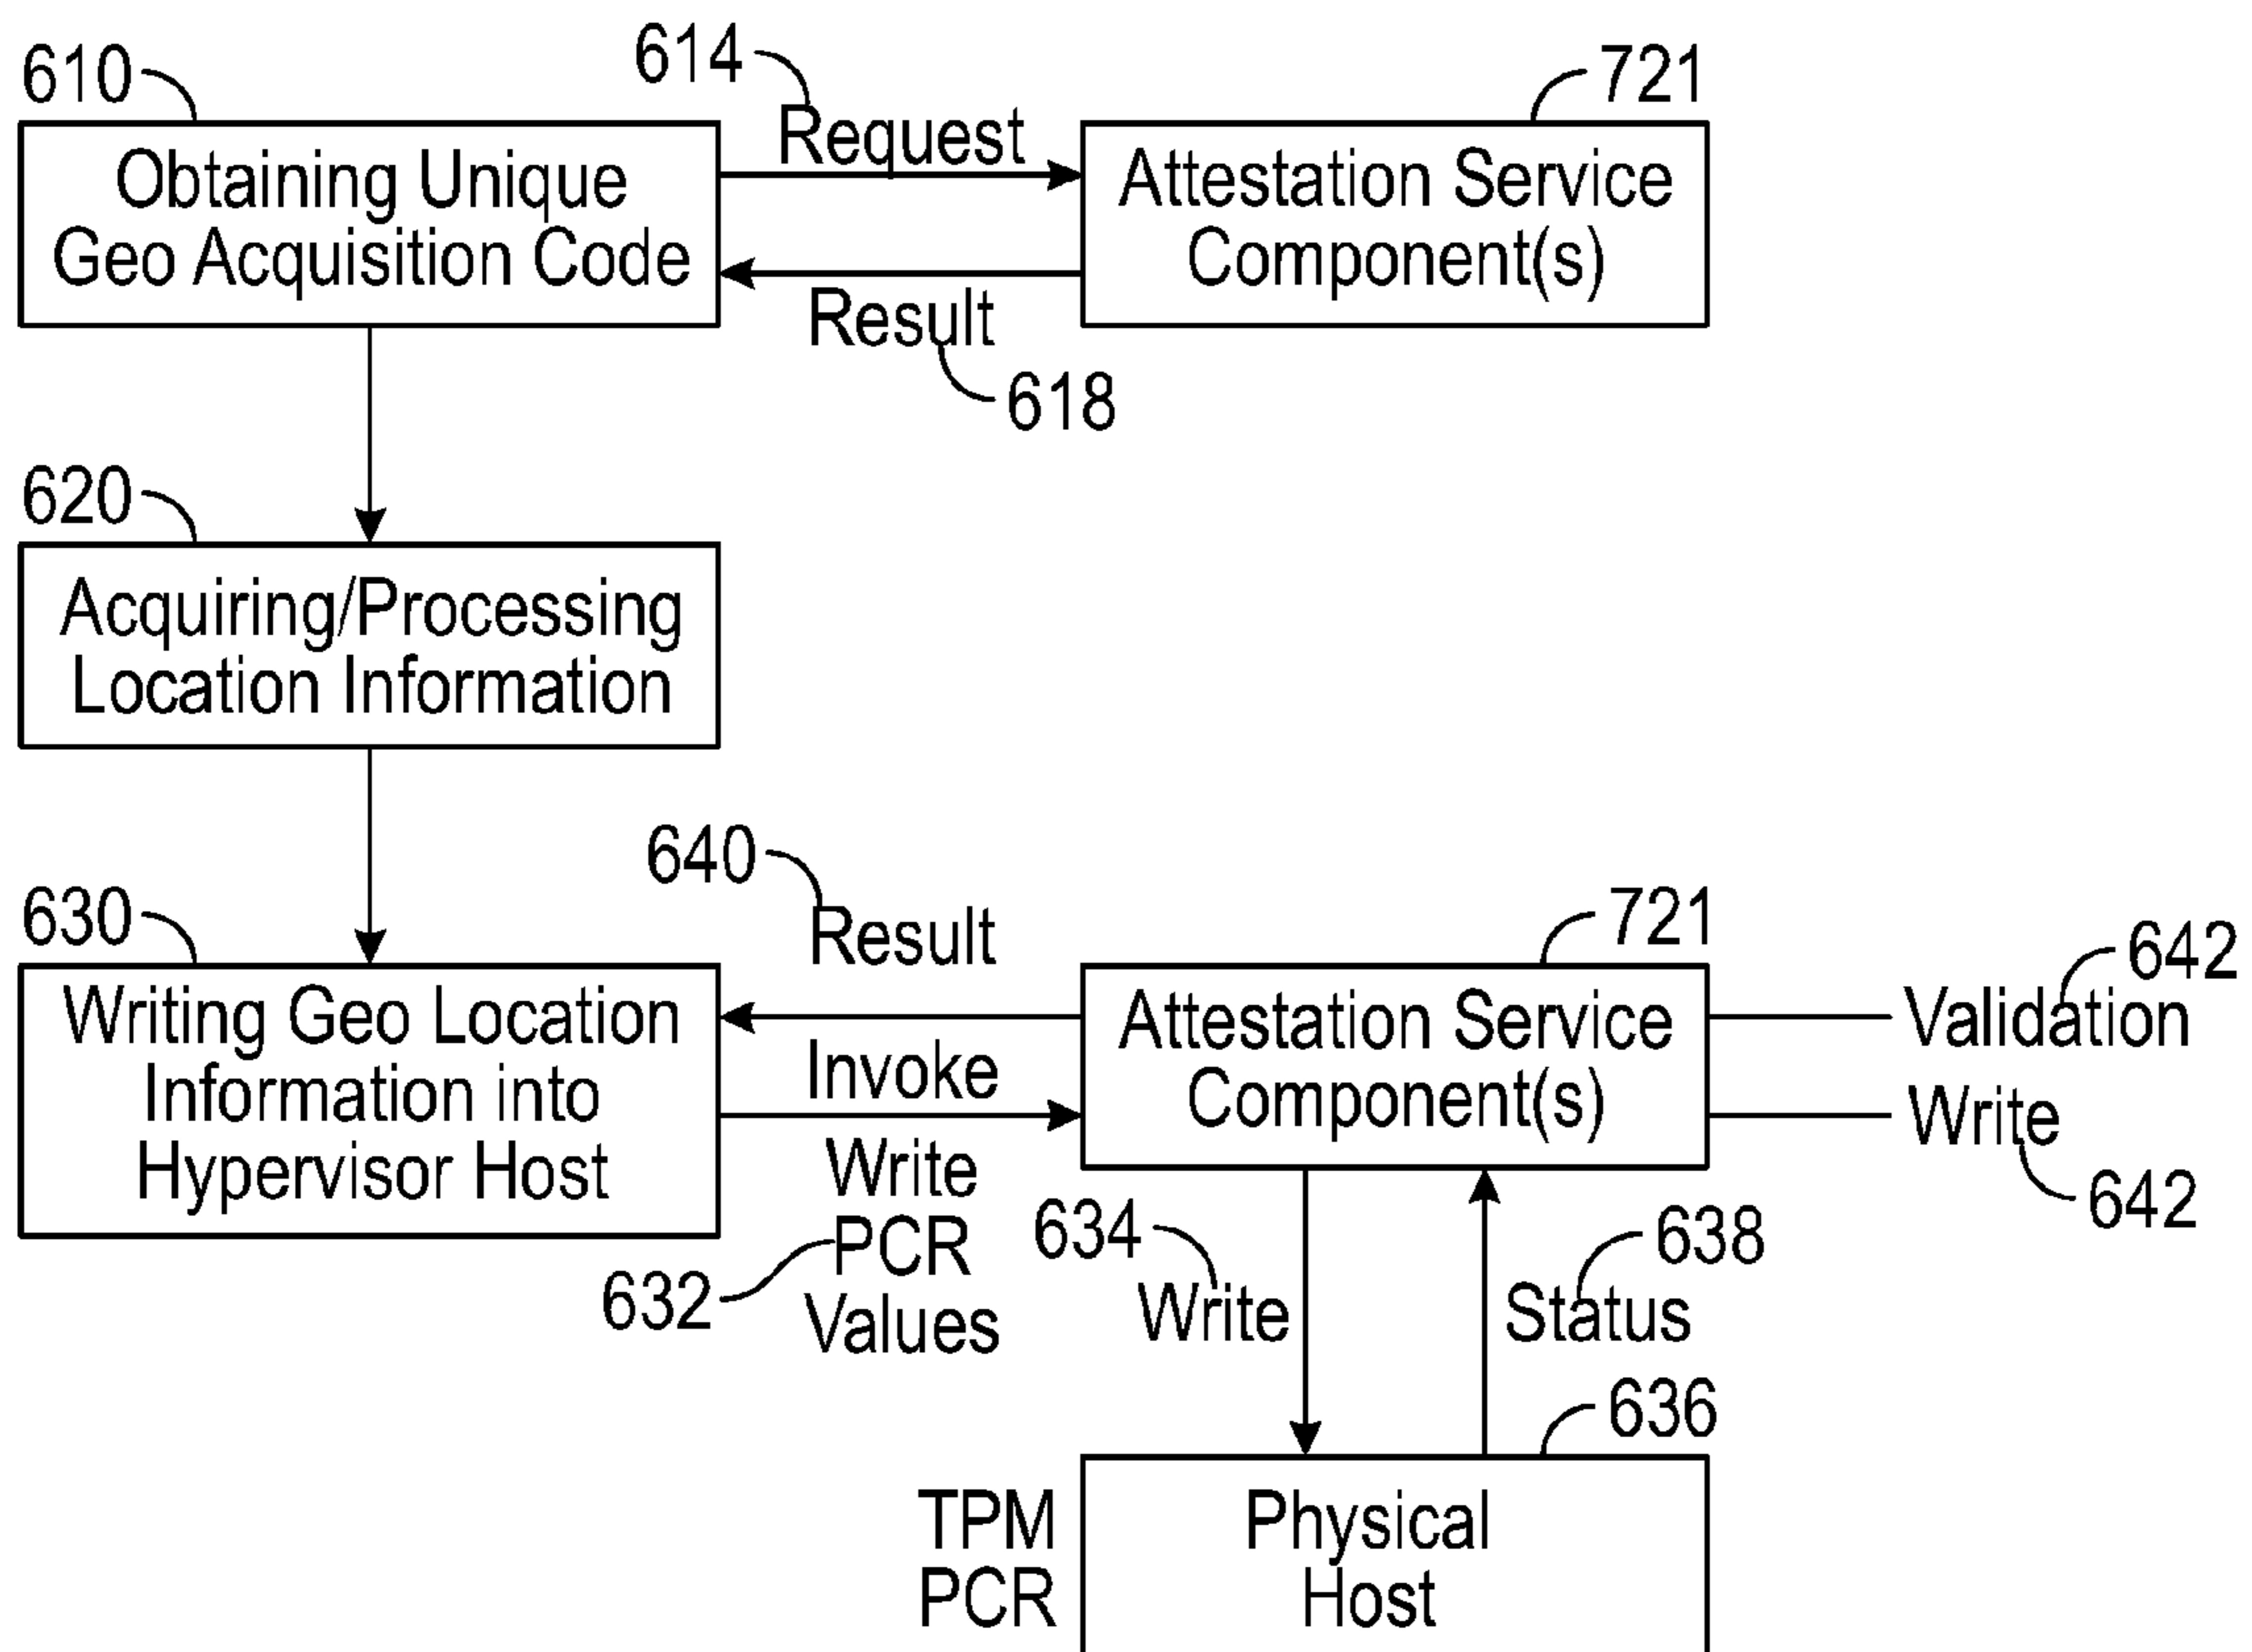 610
614
721
Request
Obtaining Unique
Geo Acquisition Code
Attestation Service
Component(s)
Result
618
620
Acquiring/Processing
Location Information
640
630
Result
721
642
Writing Geo Location
Information into
Hypervisor Host
Invoke
Write
PCR
Values
632
Attestation Service
Component(s)
Validation
Write
642
634
Write
638
Status
636
TPM
PCR
Physical
Host